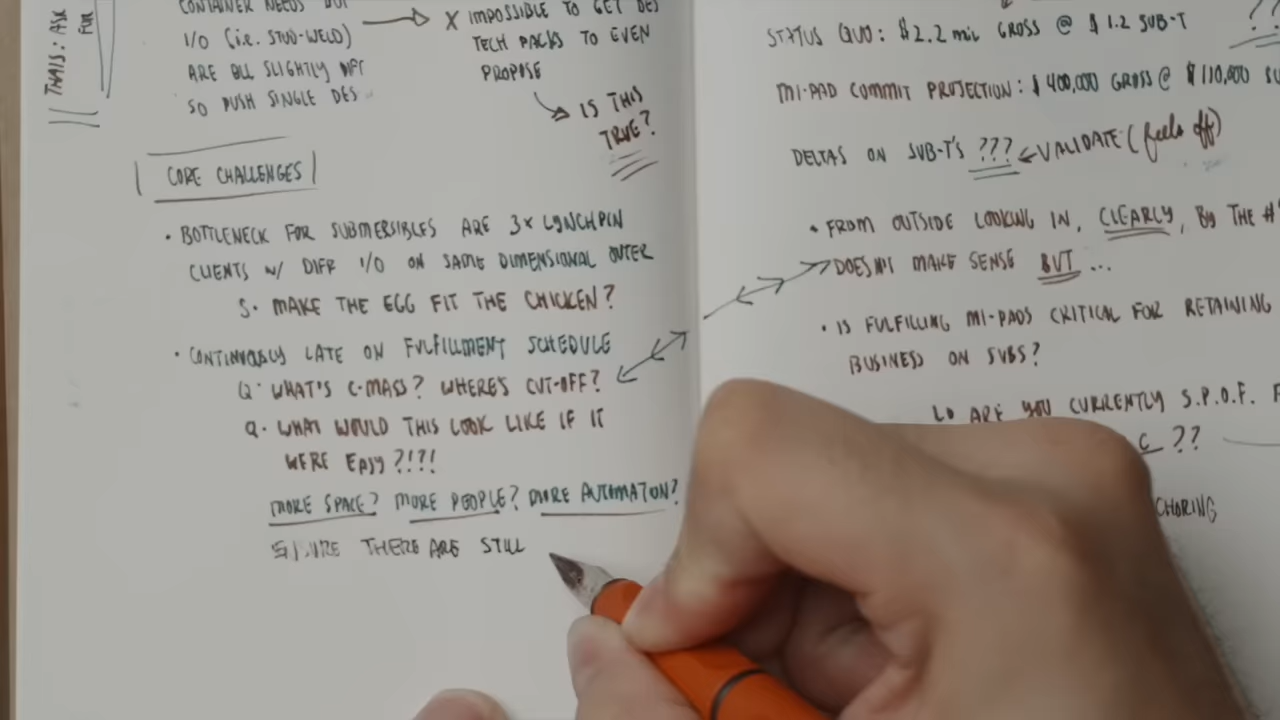 THAIS: ASK
FOR
CONTAINER NEEDS BUT
I/O (i.e. STUD-WELD)
ARE ALL SLIGHTLY DIFF
SO PUSH SINGLE DES
X IMPOSSIBLE TO GET DES
TECH PACKS TO EVEN
PROPOSE
IS THIS
TRUE?
CORE CHALLENGES
• BOTTLENECK FOR SUBMERSIBLES ARE 3X LYNCHPIN
CLIENTS W/ DIFF I/O ON SAME DIMENSIONAL OUTER
S. MAKE THE EGG FIT THE CHICKEN?
• CONTINUOUSLY LATE ON FULFILLMENT SCHEDULE
Q. WHAT'S C-MASS? WHERE'S CUT-OFF?
Q. WHAT WOULD THIS LOOK LIKE IF IT
WERE EASY?!?!
MORE SPACE? MORE PEOPLE? MORE AUTOMATON?
THERE ARE STILL
??
STATUS QUO: $2.2 mil GROSS @ $1.2 SUB-T
MI-PAD COMMIT PROJECTION: $400,000 GROSS @ $110,000 SU
DELTAS ON SUB-T'S ??? ← VALIDATE (feels off)
• FROM OUTSIDE LOOKING IN, CLEARLY, BY THE #'
DOESN'T MAKE SENSE BUT ...
• IS FULFILLING MI-PADS CRITICAL FOR RETAINING
BUSINESS ON SUBS?
ARE YOU CURRENTLY S.P.O.F. F
C ??
CHORING